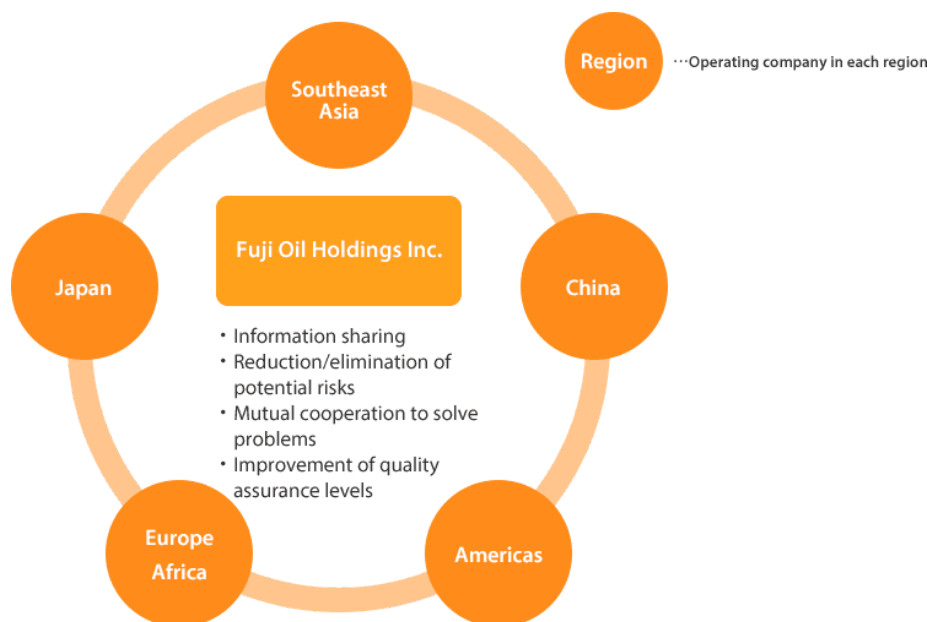 Southeast
Asia
Region
···Operating company in each region
Fuji Oil Holdings Inc.
Japan
China
・Information sharing
・Reduction/elimination of
potential risks
・Mutual cooperation to solve
problems
・Improvement of quality
assurance levels
Europe
Africa
Americas